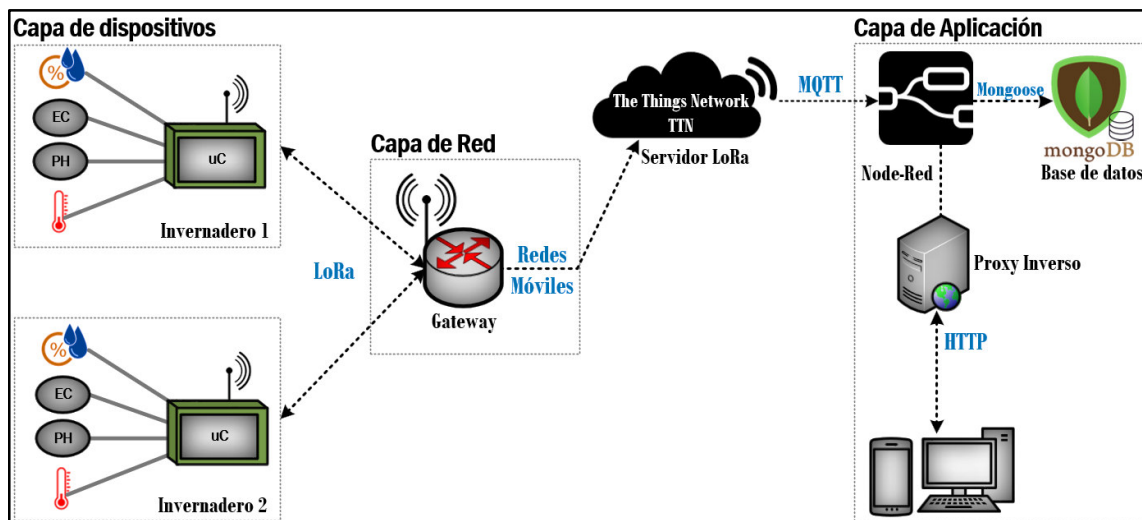 Capa de dispositivos
%
EC
PH
uC
Invernadero 1
%
EC
PH
uC
Invernadero 2
LoRa
Capa de Red
Redes
Móviles
Gateway
The Things Network
TTN
Servidor LoRa
MQTT
Capa de Aplicación
Node-Red
Mongoose
mongoDB
Base de datos
Proxy Inverso
HTTP